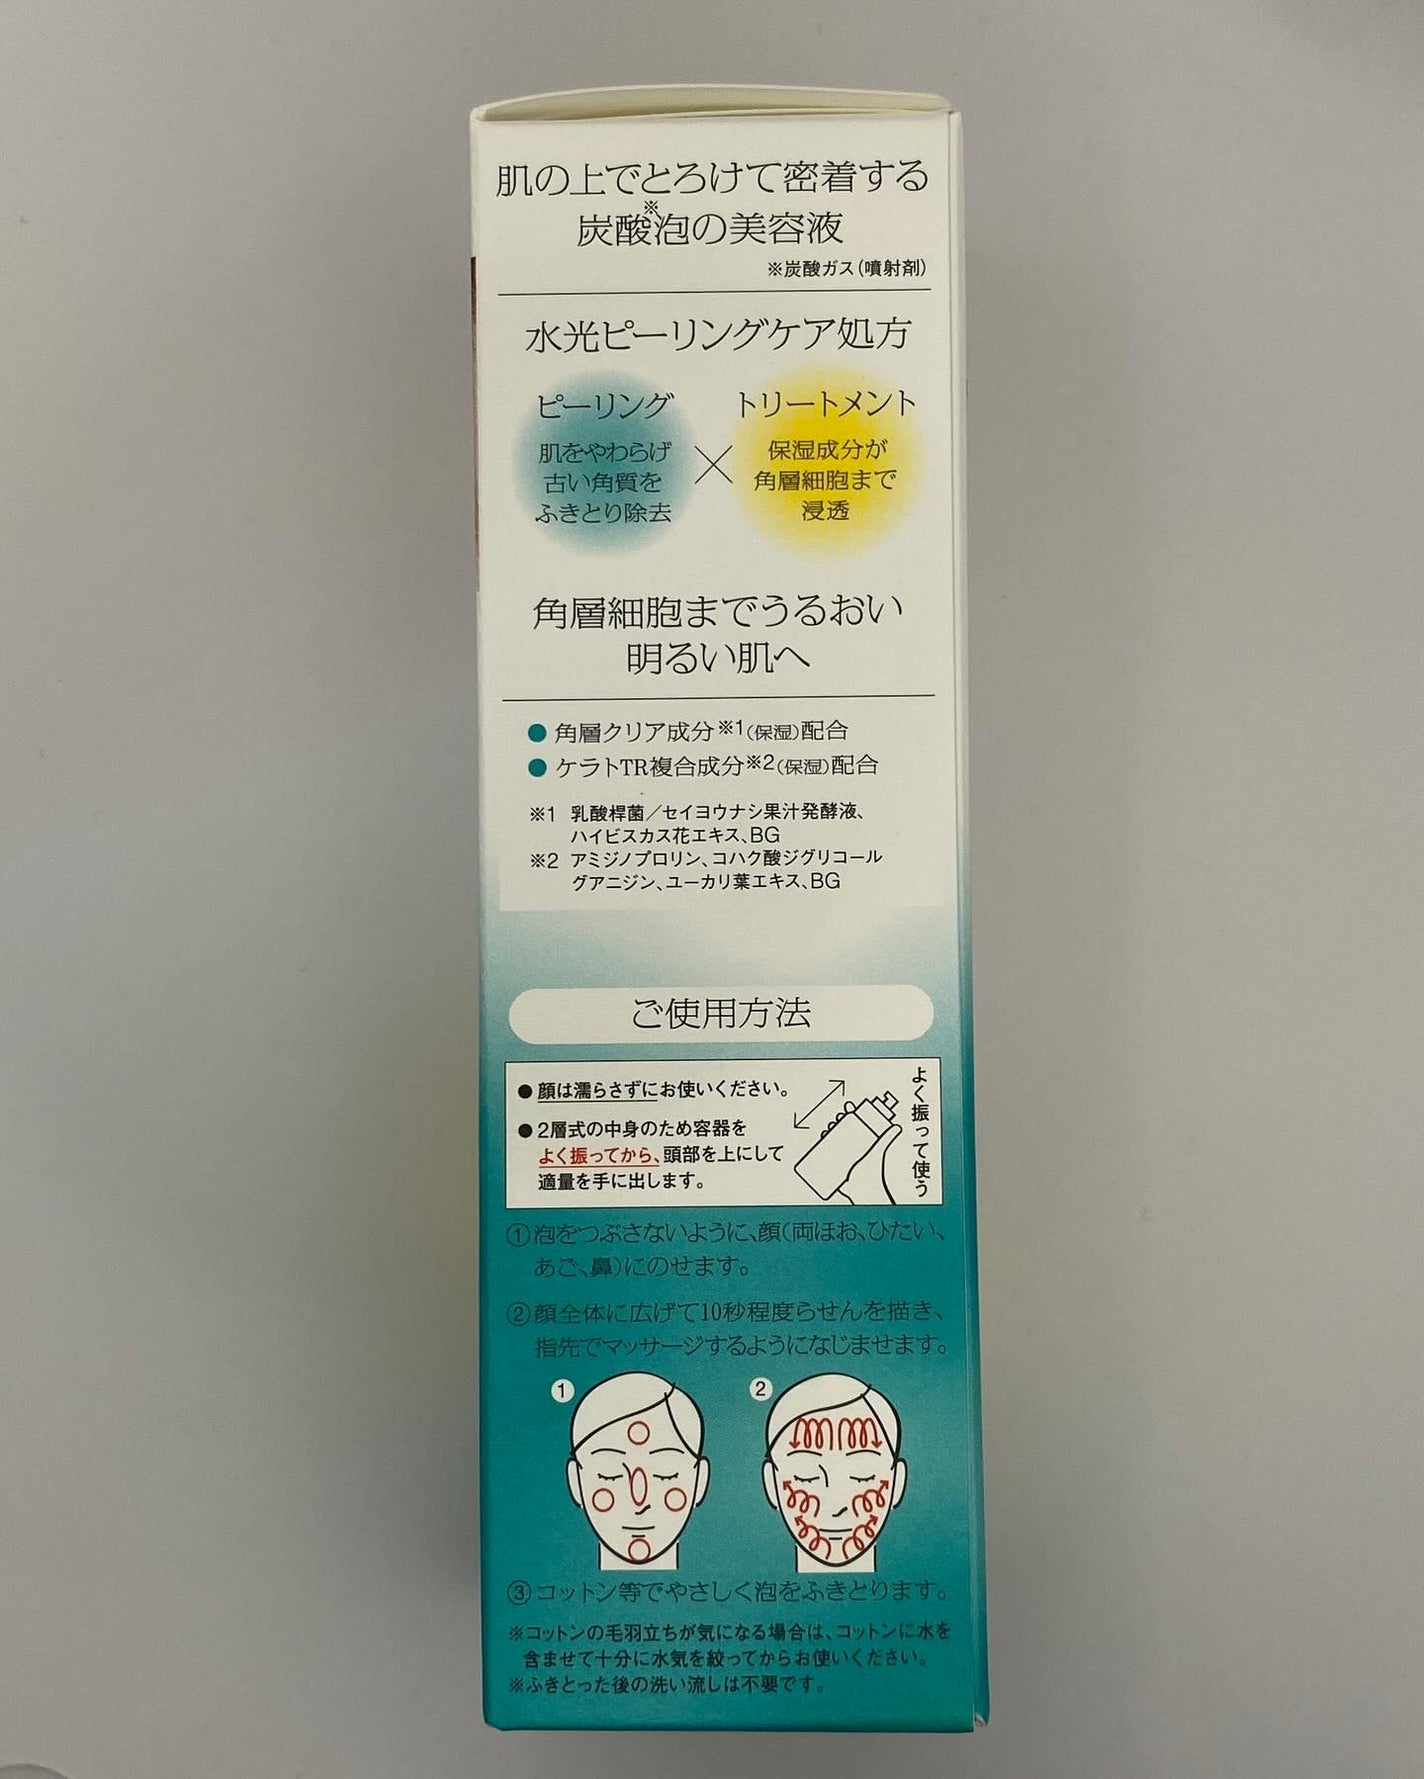 肌の上でとろけて密着する
炭酸※泡の美容液
※炭酸ガス(噴射剤)
水光ピーリングケア処方
ピーリング
肌をやわらげ
古い角質を
ふきとり除去
×
トリートメント
保湿成分が
角層細胞まで
浸透
角層細胞までうるおい
明るい肌へ
●角層クリア成分※1(保湿)配合
●ケラトTR複合成分※2(保湿)配合
※1 乳酸桿菌/セイヨウナシ果汁発酵液、
ハイビスカス花エキス、BG
※2 アミジノプロリン、コハク酸ジグリコール
グアニジン、ユーカリ葉エキス、BG
ご使用方法
●顔は濡らさずにお使いください。
●2層式の中身のため容器を
よく振ってから、頭部を上にして
適量を手に出します。
よく振って使う
①泡をつぶさないように、顔(両ほお、ひたい、
あご、鼻)にのせます。
②顔全体に広げて10秒程度らせんを描き、
指先でマッサージするようになじませます。
1
2
③コットン等でやさしく泡をふきとります。
※コットンの毛羽立ちが気になる場合は、コットンに水を
含ませて十分に水気を絞ってからお使いください。
※ふきとった後の洗い流しは不要です。